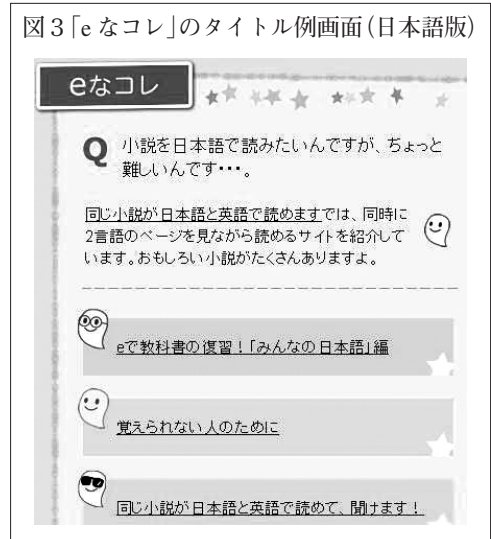 図3「eなコレ」のタイトル例画面(日本語版)
eなコレ
Q 小説を日本語で読みたいんですが、ちょっと
難しいんです・・・。
同じ小説が日本語と英語で読めますでは、同時に
2言語のページを見ながら読めるサイトを紹介して
います。おもしろい小説がたくさんありますよ。
eで教科書の復習！「みんなの日本語」編
覚えられない人のために
同じ小説が日本語と英語で読めて、聞けます！